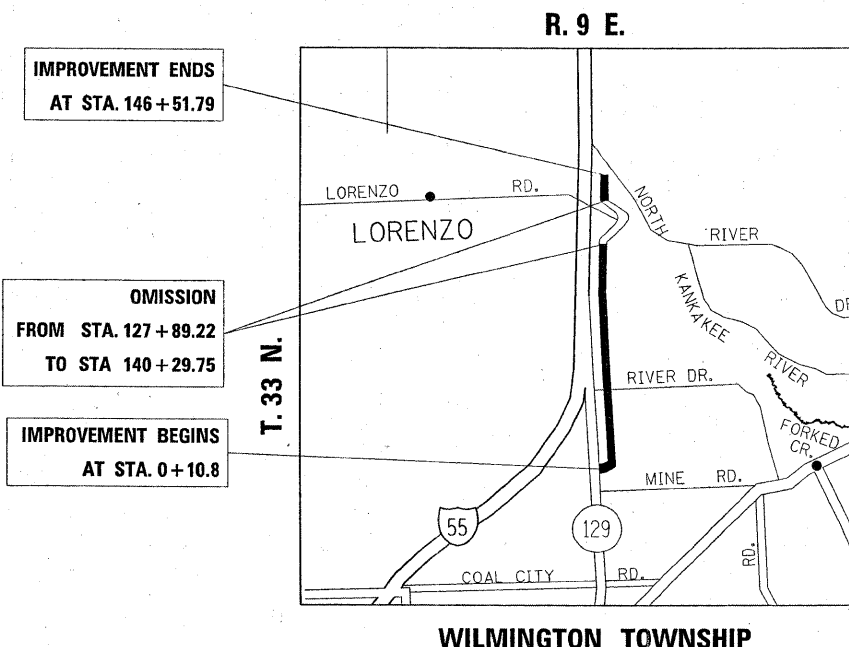 R. 9 E.
IMPROVEMENT ENDS
AT STA. 146+51.79
LORENZO RD.
LORENZO
NORTH RIVER DR
KANKAKEE RIVER
OMISSION
FROM STA. 127+89.22
TO STA 140+29.75
T. 33 N.
RIVER DR.
IMPROVEMENT BEGINS
AT STA. 0+10.8
FORKED
CR.
MINE RD.
55
129
RD.
COAL CITY RD.
WILMINGTON TOWNSHIP